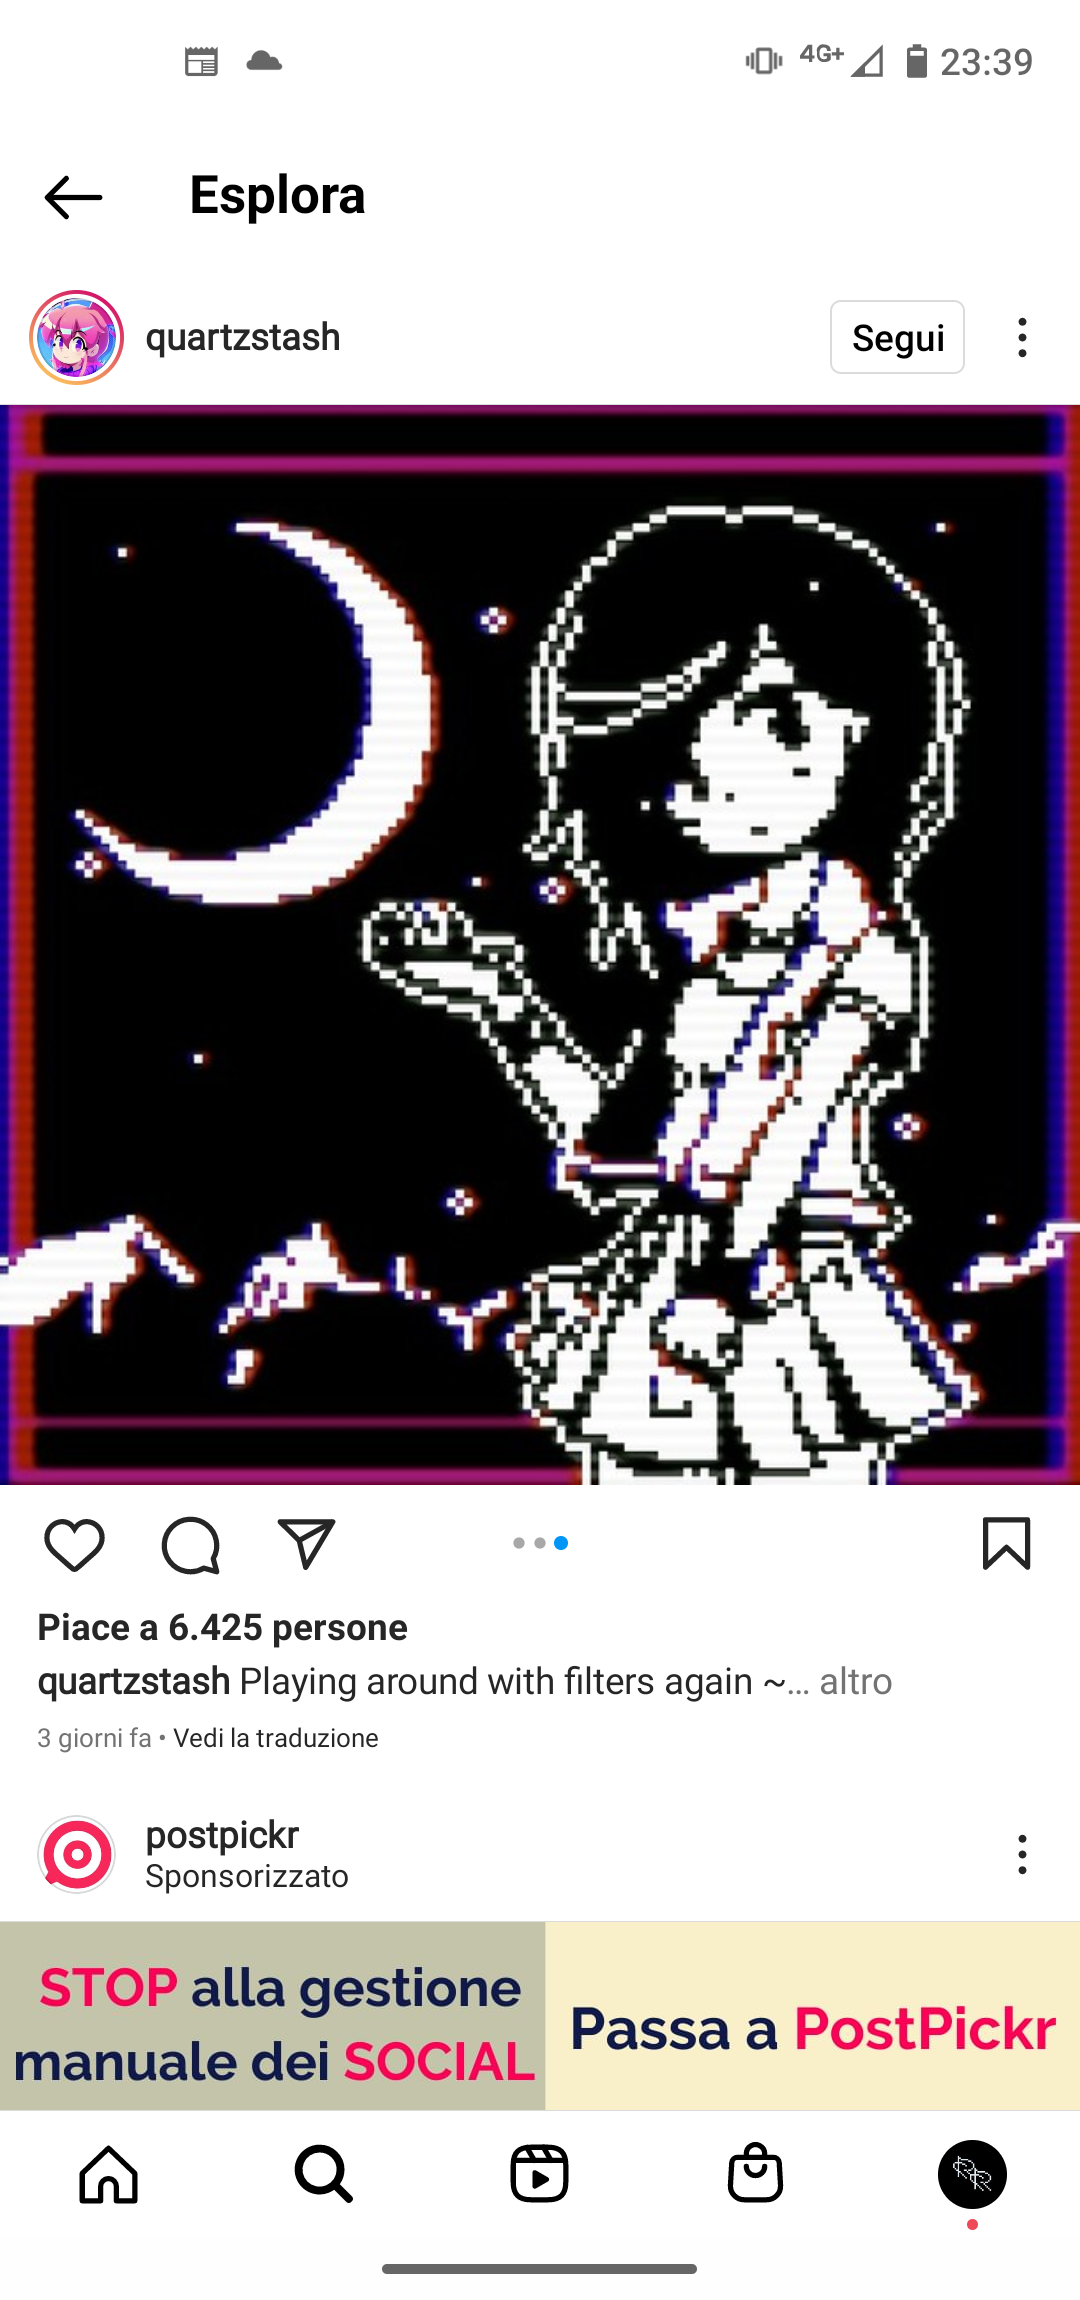 4G+ 23:39
Esplora
quartzstash Segui
Piace a 6.425 persone
quartzstash Playing around with filters again ~... altro
3 giorni fa • Vedi la traduzione
postpickr
Sponsorizzato
STOP alla gestione
manuale dei SOCIAL
Passa a PostPickr